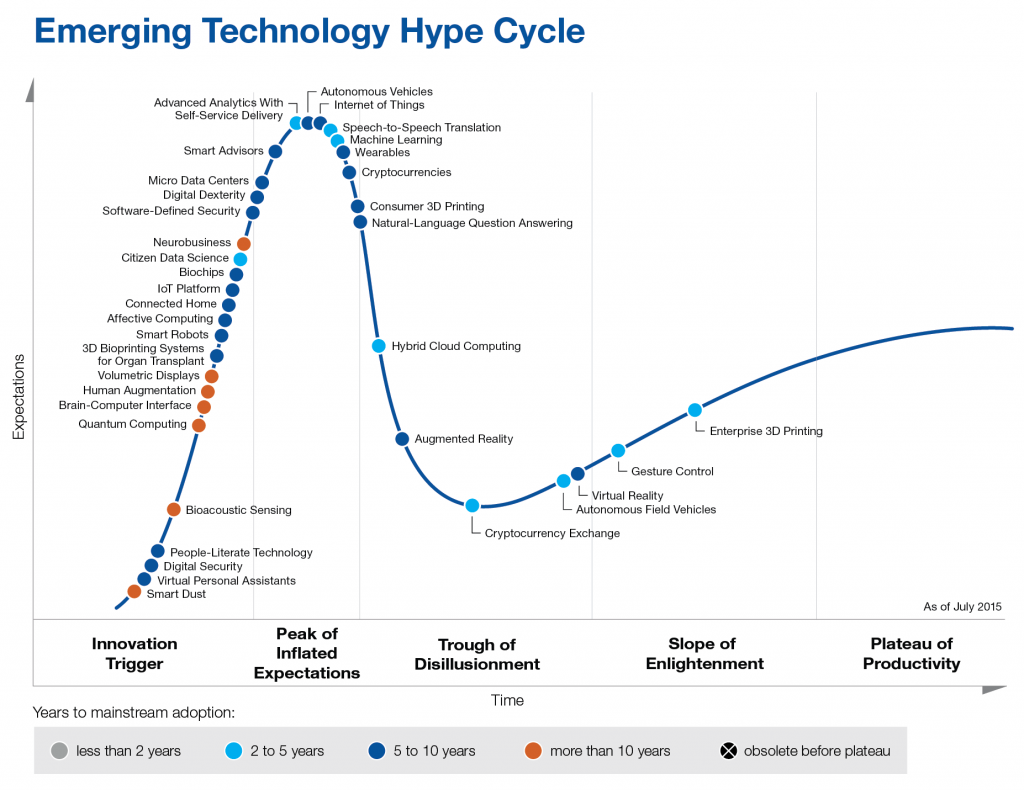 Emerging Technology Hype Cycle
Expectations
Advanced Analytics With
Self-Service Delivery
Autonomous Vehicles
Internet of Things
Speech-to-Speech Translation
Machine Learning
Wearables
Cryptocurrencies
Consumer 3D Printing
Natural-Language Question Answering
Smart Advisors
Micro Data Centers
Digital Dexterity
Software-Defined Security
Neurobusiness
Citizen Data Science
Biochips
IoT Platform
Connected Home
Affective Computing
Smart Robots
3D Bioprinting Systems
for Organ Transplant
Volumetric Displays
Human Augmentation
Brain-Computer Interface
Quantum Computing
Bioacoustic Sensing
People-Literate Technology
Digital Security
Virtual Personal Assistants
Smart Dust
Hybrid Cloud Computing
Augmented Reality
Cryptocurrency Exchange
Autonomous Field Vehicles
Virtual Reality
Gesture Control
Enterprise 3D Printing
As of July 2015
Innovation
Trigger
Peak of
Inflated
Expectations
Trough of
Disillusionment
Slope of
Enlightenment
Plateau of
Productivity
Time
Years to mainstream adoption:
less than 2 years
2 to 5 years
5 to 10 years
more than 10 years
obsolete before plateau